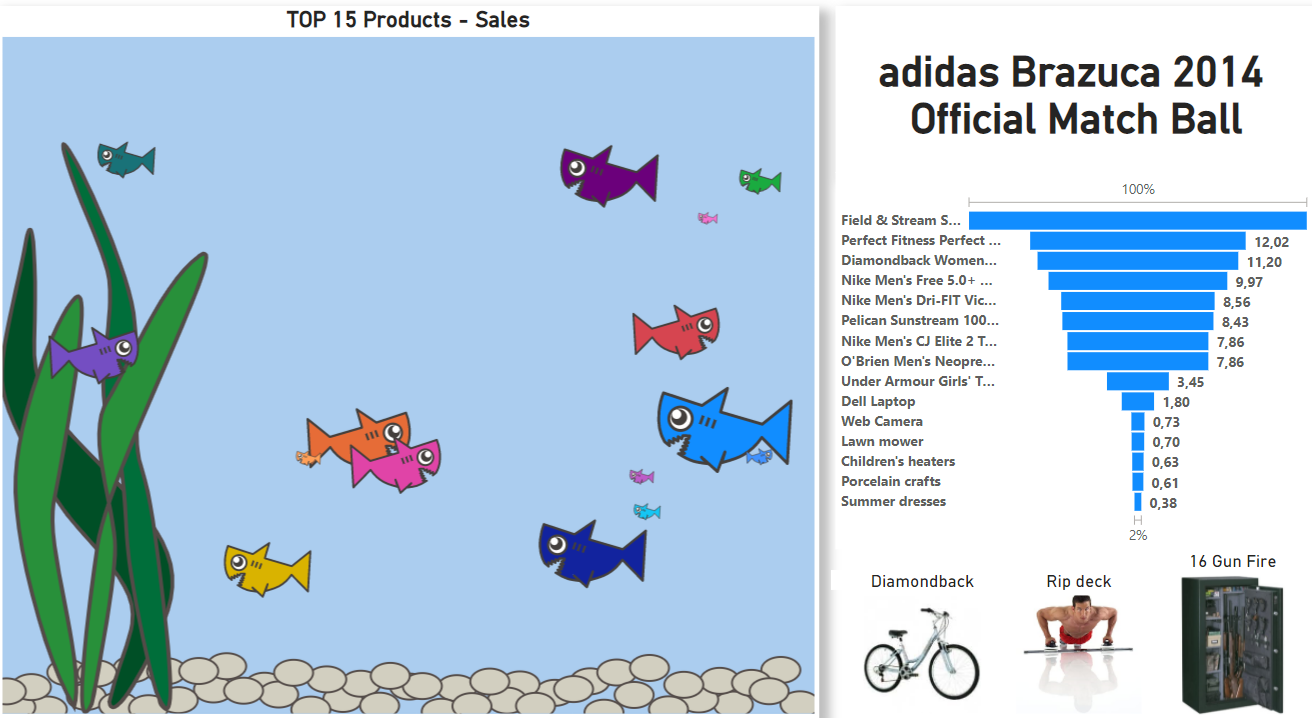 TOP 15 Products - Sales
adidas Brazuca 2014
Official Match Ball
100%
Field & Stream S...
Perfect Fitness Perfect ... 12,02
Diamondback Women... 11,20
Nike Men's Free 5.0+ ... 9,97
Nike Men's Dri-FIT Vic... 8,56
Pelican Sunstream 100... 8,43
Nike Men's CJ Elite 2 T... 7,86
O'Brien Men's Neopre... 7,86
Under Armour Girls' T... 3,45
Dell Laptop 1,80
Web Camera 0,73
Lawn mower 0,70
Children's heaters 0,63
Porcelain crafts 0,61
Summer dresses 0,38
2%
Diamondback
Rip deck
16 Gun Fire